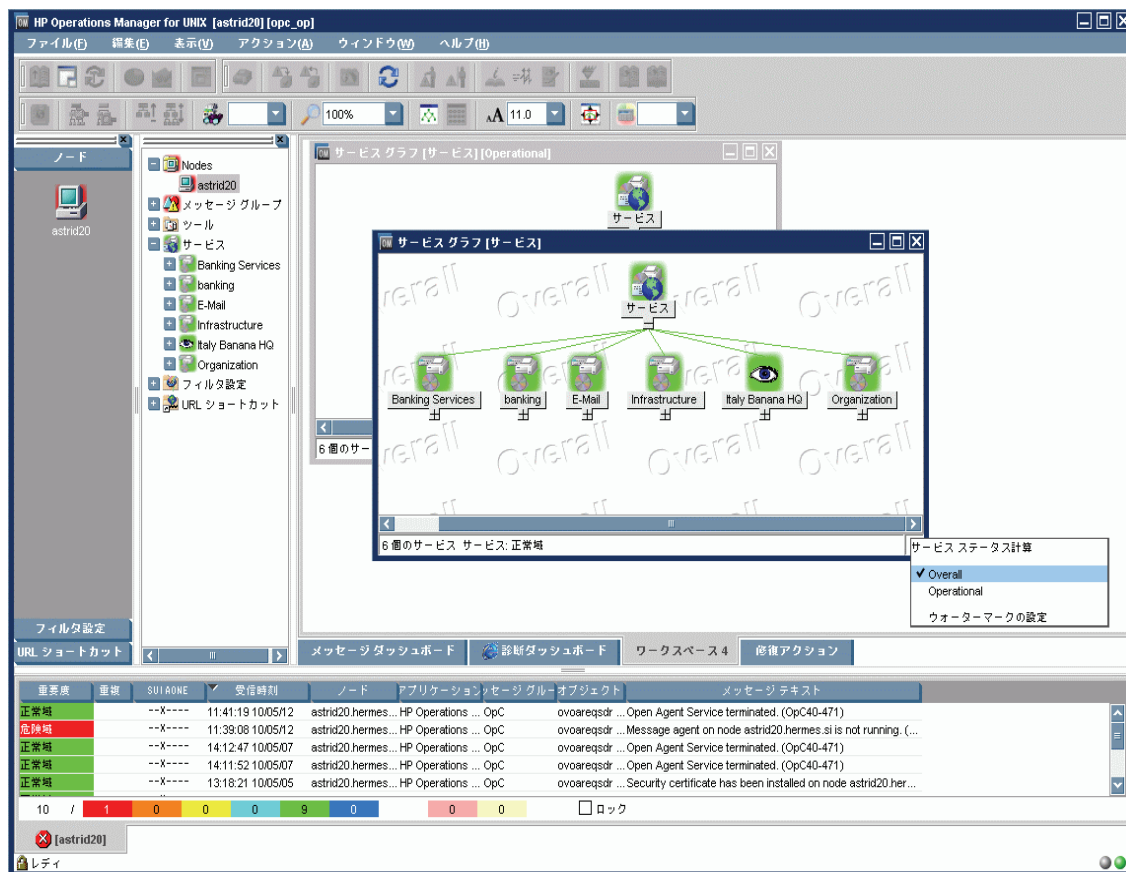 HP Operations Manager for UNIX [astrid20] [opc_op]
ファイル(F) 編集(E) 表示(V) アクション(A) ウィンドウ(W) ヘルプ(H)
100%
AA 11.0
ノード
astrid20
フィルタ設定
URL ショートカット
Nodes
astrid20
メッセージ グループ
ツール
サービス
Banking Services
banking
E-Mail
Infrastructure
Italy Banana HQ
Organization
フィルタ設定
URL ショートカット
サービス グラフ [サービス] [Operational]
サービス
6 個のサー
サービス グラフ [サービス]
Overall
サービス
Banking Services
banking
E-Mail
Infrastructure
Italy Banana HQ
Organization
6 個のサービス サービス: 正常域
サービス ステータス計算
Overall
Operational
ウォーターマークの設定
メッセージ ダッシュボード 診断ダッシュボード ワークスペース 4 修復アクション
重要度 重複 SUIAONE 受信時刻 ノード アプリケーション ッセージ グルー オブジェクト メッセージ テキスト
正常域 --X---- 11:41:19 10/05/12 astrid20.hermes... HP Operations ... OpC ovoareqsdr ... Open Agent Service terminated. (OpC40-471)
危険域 --X---- 11:39:08 10/05/12 astrid20.hermes... HP Operations ... OpC ovoareqsdr ... Message agent on node astrid20.hermes.si is not running. (...
正常域 --X---- 14:12:47 10/05/07 astrid20.hermes... HP Operations ... OpC ovoareqsdr ... Open Agent Service terminated. (OpC40-471)
正常域 --X---- 14:11:52 10/05/07 astrid20.hermes... HP Operations ... OpC ovoareqsdr ... Open Agent Service terminated. (OpC40-471)
正常域 --X---- 13:18:21 10/05/05 astrid20.hermes... HP Operations ... OpC ovoareqsdr ... Security certificate has been installed on node astrid20.her...
10 / 1 0 0 0 9 0 0 0 ロック
[astrid20]
レディ